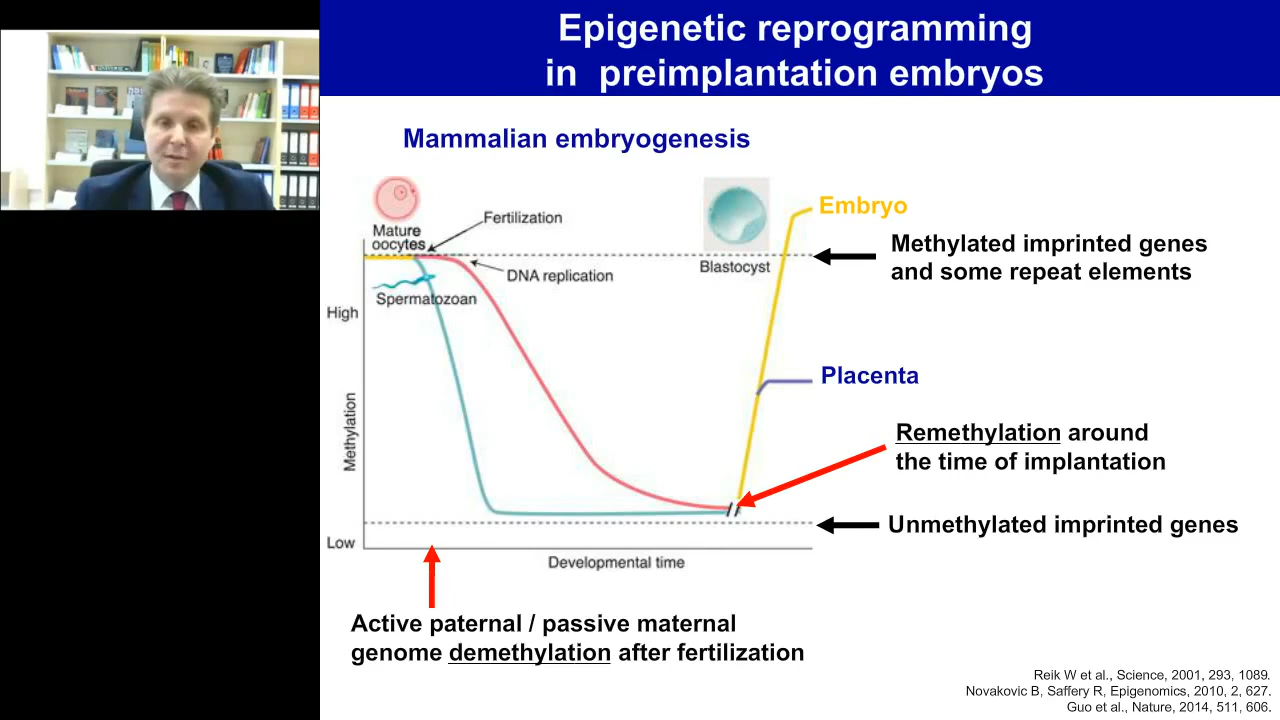 Epigenetic reprogramming
in preimplantation embryos
Mammalian embryogenesis
Mature
oocytes
Fertilization
DNA replication
Spermatozoan
Blastocyst
Embryo
Methylated imprinted genes
and some repeat elements
High
Methylation
Low
Placenta
Remethylation around
the time of implantation
Unmethylated imprinted genes
Developmental time
Active paternal / passive maternal
genome demethylation after fertilization
Reik W et al., Science, 2001, 293, 1089.
Novakovic B, Saffery R, Epigenomics, 2010, 2, 627.
Guo et al., Nature, 2014, 511, 606.